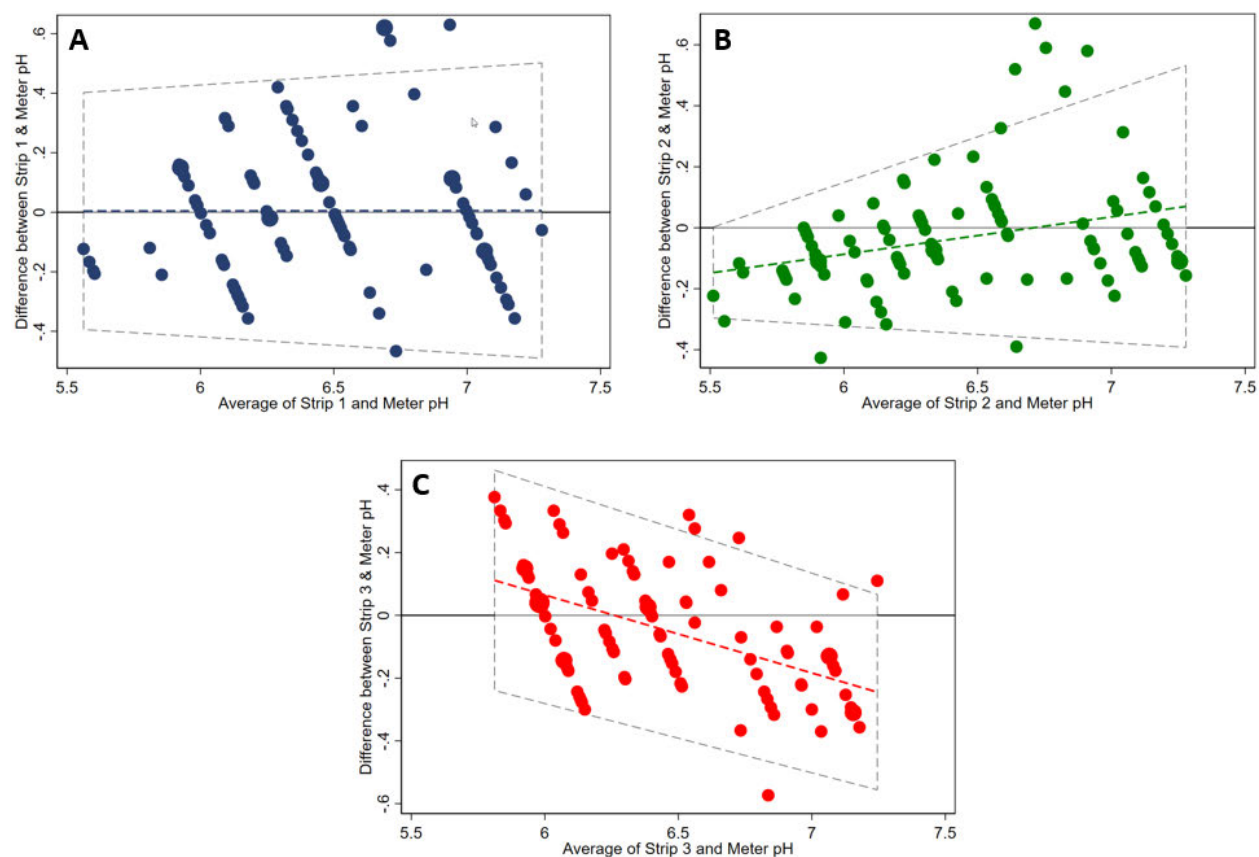 A
Difference between Strip 1 & Meter pH
.6
.4
.2
0
-.2
-.4
5.5 6 6.5 7 7.5
Average of Strip 1 and Meter pH
B
Difference between Strip 2 & Meter pH
.6
.4
.2
0
-.2
-.4
5.5 6 6.5 7 7.5
Average of Strip 2 and Meter pH
C
Difference between Strip 3 & Meter pH
.4
.2
0
-.2
-.4
-.6
5.5 6 6.5 7 7.5
Average of Strip 3 and Meter pH